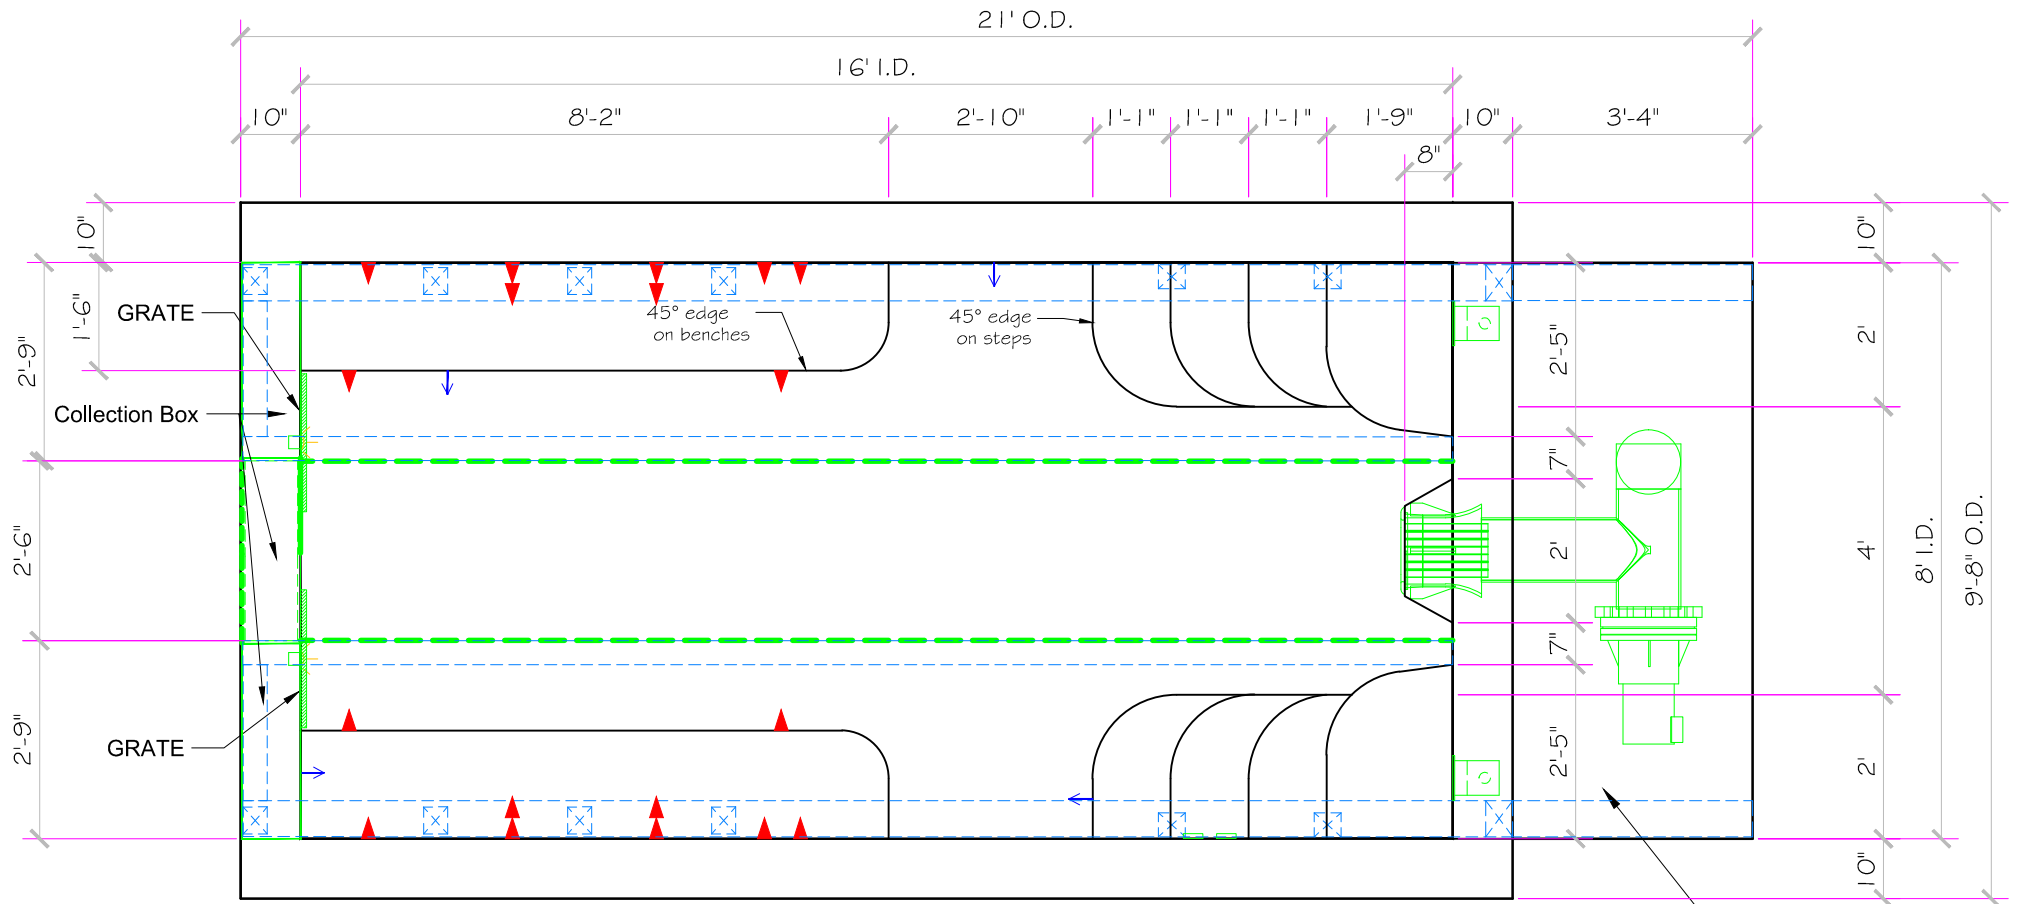 21' O.D.
16' I.D.
10"
8'-2"
2'-10"
1'-1"
1'-1"
1'-1"
1'-9"
10"
3'-4"
8"
10"
1'-6"
2'-9"
2'-6"
2'-9"
GRATE
Collection Box
GRATE
45° edge
on benches
45° edge
on steps
2'-5"
7"
2'
7"
2'-5"
10"
2'
4'
2'
10"
8' I.D.
9'-8" O.D.